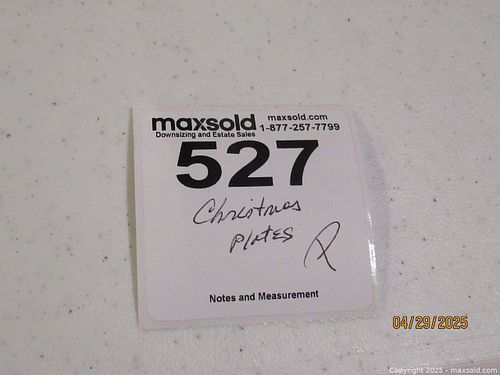 maxsold maxsold.com
Downsizing and Estate Sales 1-877-257-7799
527
Christmas
Plates
P
Notes and Measurement
04/29/2025
Copyright 2025 - maxsold.com